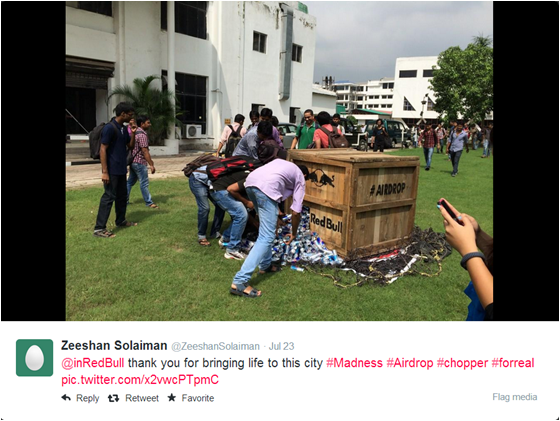 #AIRDROP
RedBull
Zeeshan Solaiman @ZeeshanSolaiman · Jul 23
@inRedBull thank you for bringing life to this city #Madness #Airdrop #chopper #forreal
pic.twitter.com/x2vwcPTpmC
Reply Retweet Favorite
Flag media